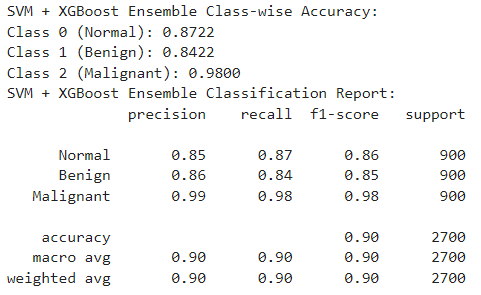 SVM + XGBoost Ensemble Class-wise Accuracy:
Class 0 (Normal): 0.8722
Class 1 (Benign): 0.8422
Class 2 (Malignant): 0.9800
SVM + XGBoost Ensemble Classification Report:
precision recall f1-score support
Normal 0.85 0.87 0.86 900
Benign 0.86 0.84 0.85 900
Malignant 0.99 0.98 0.98 900
accuracy 0.90 2700
macro avg 0.90 0.90 0.90 2700
weighted avg 0.90 0.90 0.90 2700